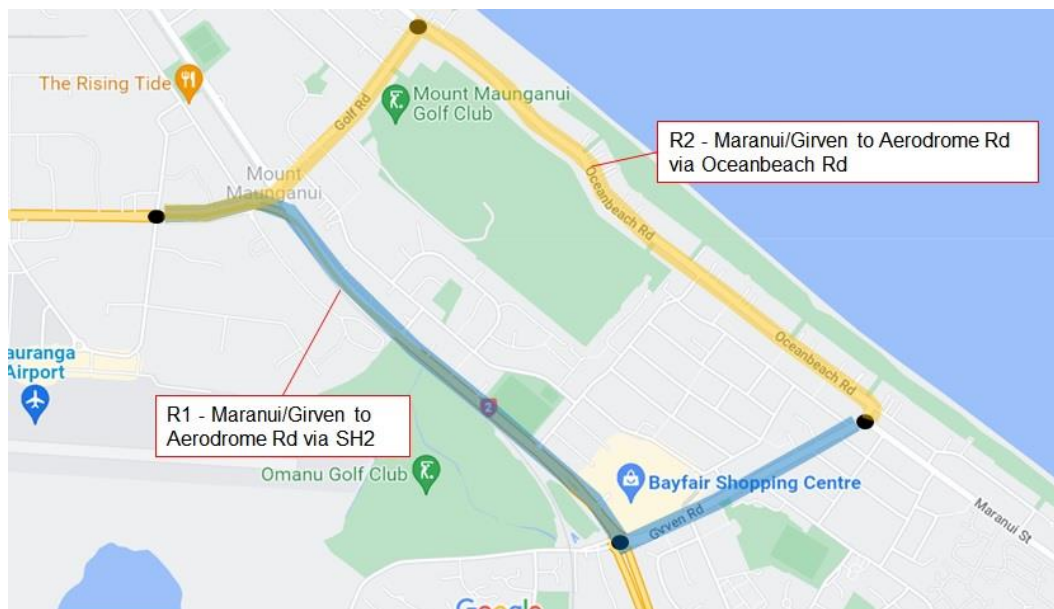 The Rising Tide
Golf Rd
Mount Maunganui
Golf Club
R2 - Maranui/Girven to Aerodrome Rd
via Oceanbeach Rd
Mount
Maunganui
Oceanbeach Rd
Oceanbeach Rd
auranga
Airport
R1 - Maranui/Girven to
Aerodrome Rd via SH2
2
Omanu Golf Club
Bayfair Shopping Centre
Gyven Rd
Maranui St
Google